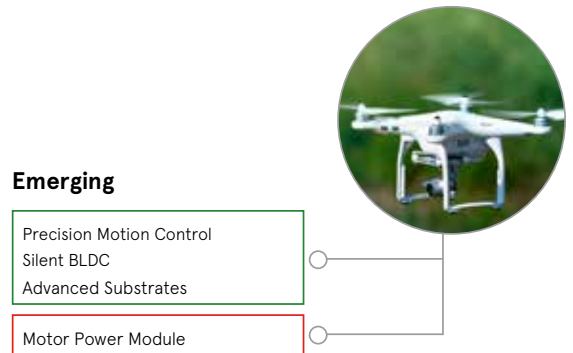 Emerging
Precision Motion Control
Silent BLDC
Advanced Substrates
Motor Power Module